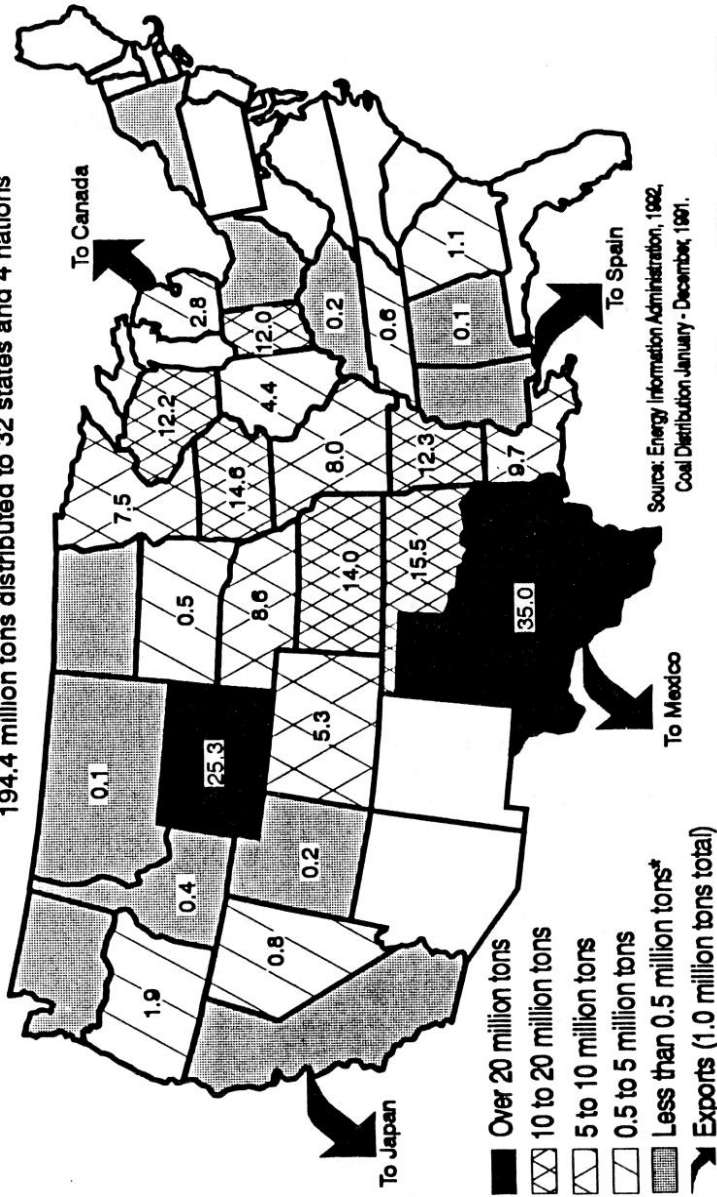 194.4 million tons distributed to 32 states and 4 nations
To Canada
7.5
12.2
2.8
0.1
0.5
14.6
12.0
1.9
0.4
25.3
8.6
4.4
0.2
0.8
0.2
5.3
14.0
8.0
0.6
15.5
12.3
0.1
1.1
35.0
9.7
To Japan
To Mexico
To Spain
Over 20 million tons
10 to 20 million tons
5 to 10 million tons
0.5 to 5 million tons
Less than 0.5 million tons*
Exports (1.0 million tons total)
Source: Energy Information Administration, 1992,
Coal Distribution January - December, 1991.